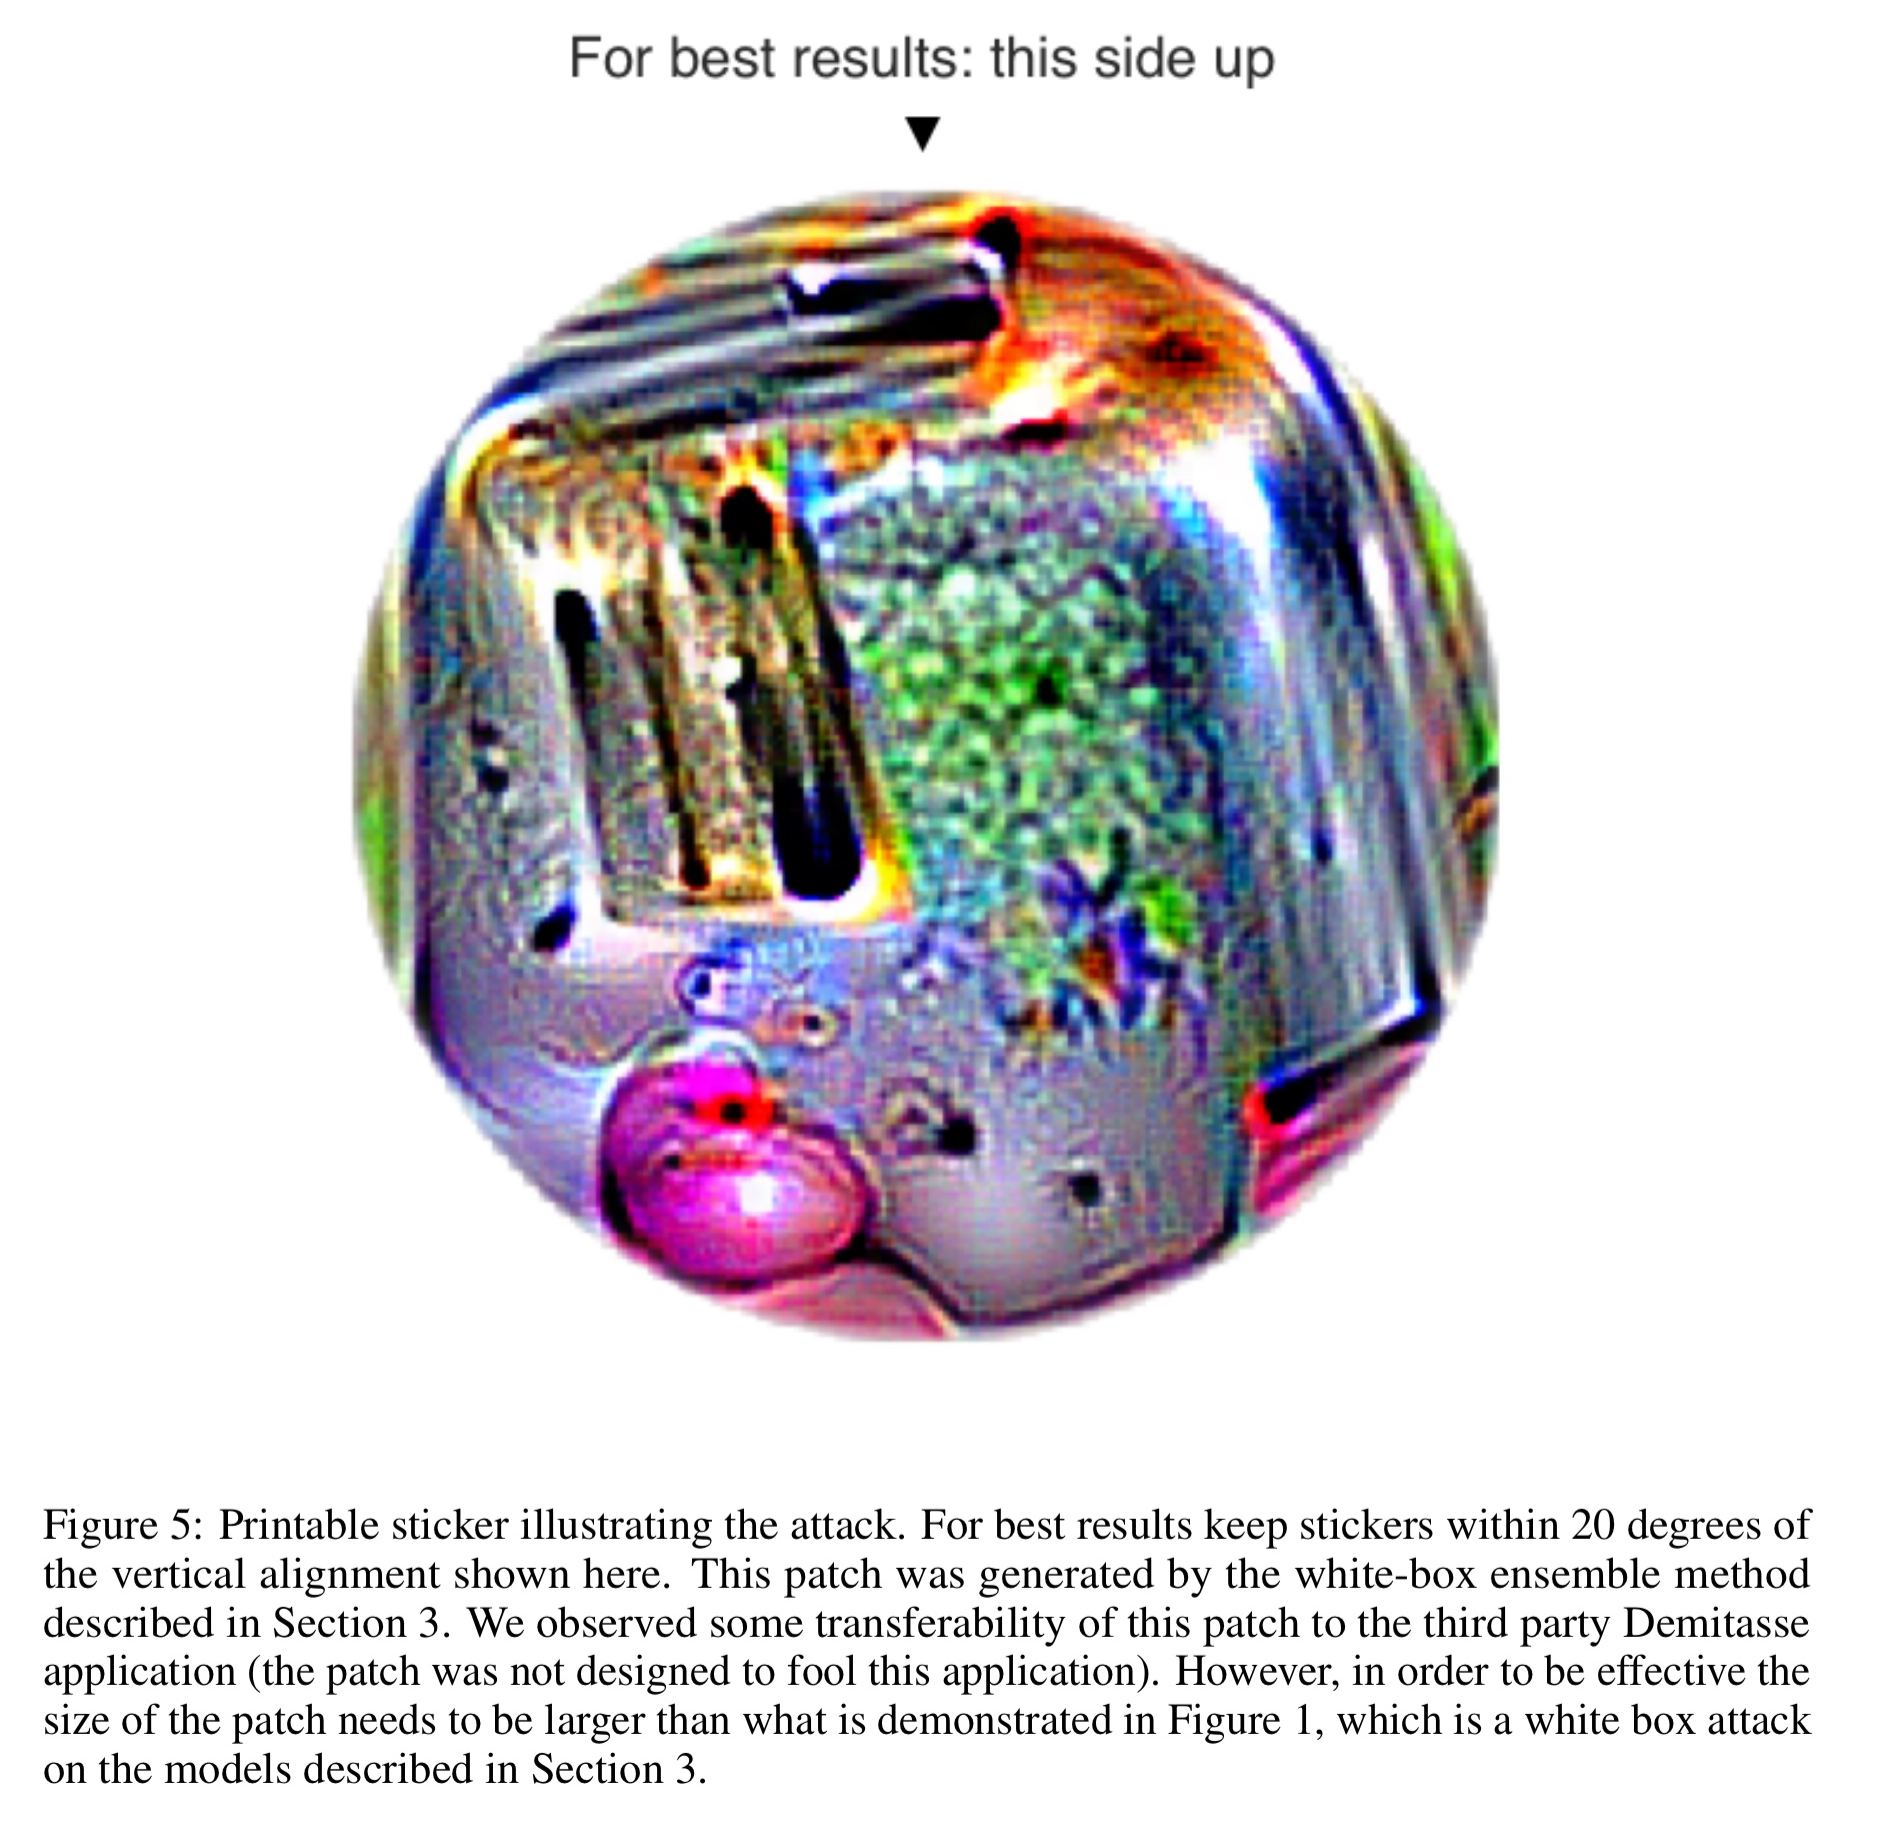 For best results: this side up
Figure 5: Printable sticker illustrating the attack. For best results keep stickers within 20 degrees of
the vertical alignment shown here. This patch was generated by the white-box ensemble method
described in Section 3. We observed some transferability of this patch to the third party Demitasse
application (the patch was not designed to fool this application). However, in order to be effective the
size of the patch needs to be larger than what is demonstrated in Figure 1, which is a white box attack
on the models described in Section 3.